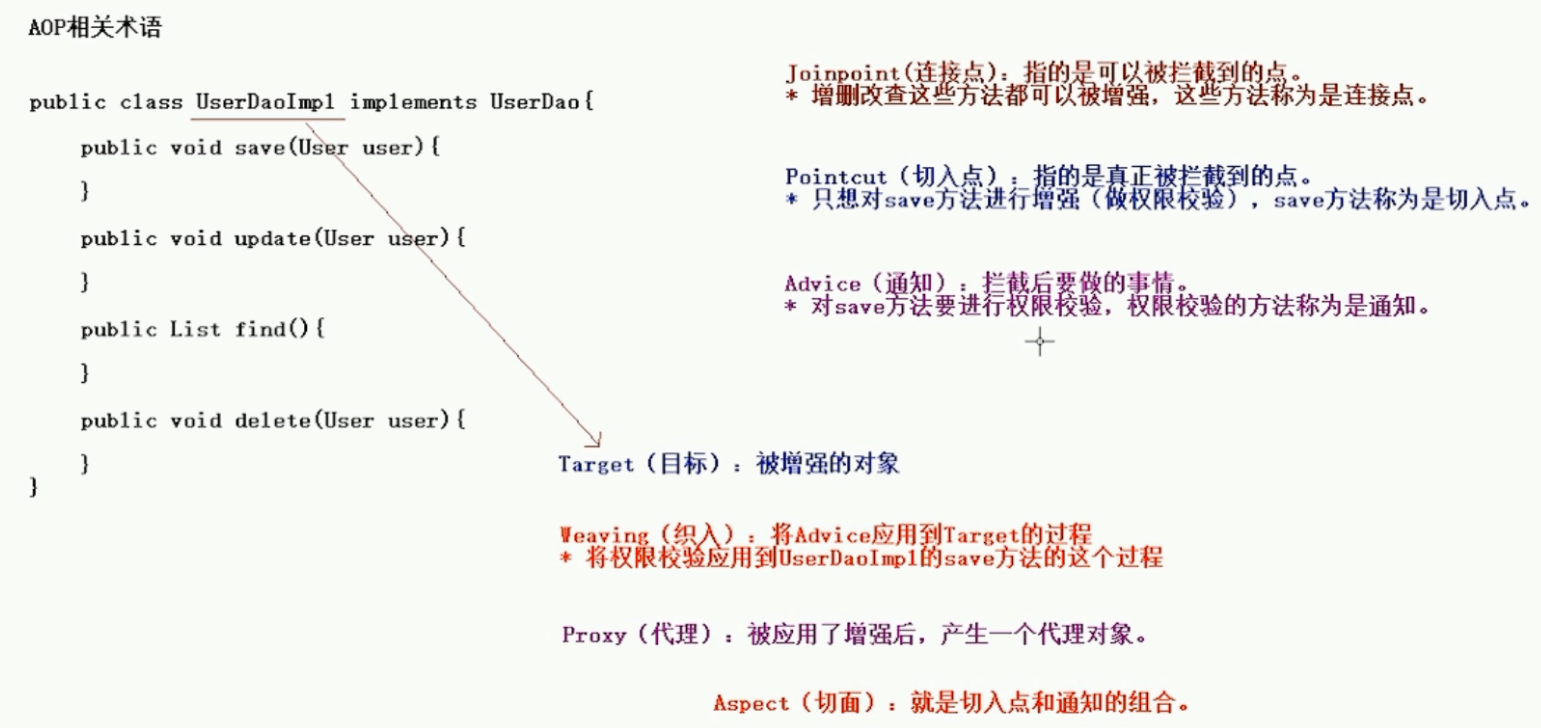 AOP相关术语
public class UserDaoImpl implements UserDao{
public void save(User user){
}
public void update(User user){
}
public List find(){
}
public void delete(User user){
}
}
Joinpoint(连接点)：指的是可以被拦截到的点。
* 增删改查这些方法都可以被增强，这些方法称为是连接点。
Pointcut（切入点）：指的是真正被拦截到的点。
* 只想对save方法进行增强（做权限校验），save方法称为是切入点。
Advice（通知）：拦截后要做的事情。
* 对save方法要进行权限校验，权限校验的方法称为是通知。
Target（目标）：被增强的对象
Weaving（织入）：将Advice应用到Target的过程
* 将权限校验应用到UserDaoImpl的save方法的这个过程
Proxy（代理）：被应用了增强后，产生一个代理对象。
Aspect（切面）：就是切入点和通知的组合。